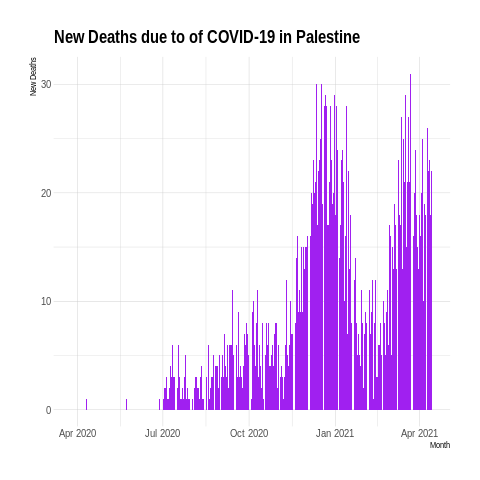 New Deaths due to of COVID-19 in Palestine
New Deaths
30
20
10
0
Apr 2020 Jul 2020 Oct 2020 Jan 2021 Apr 2021
Month